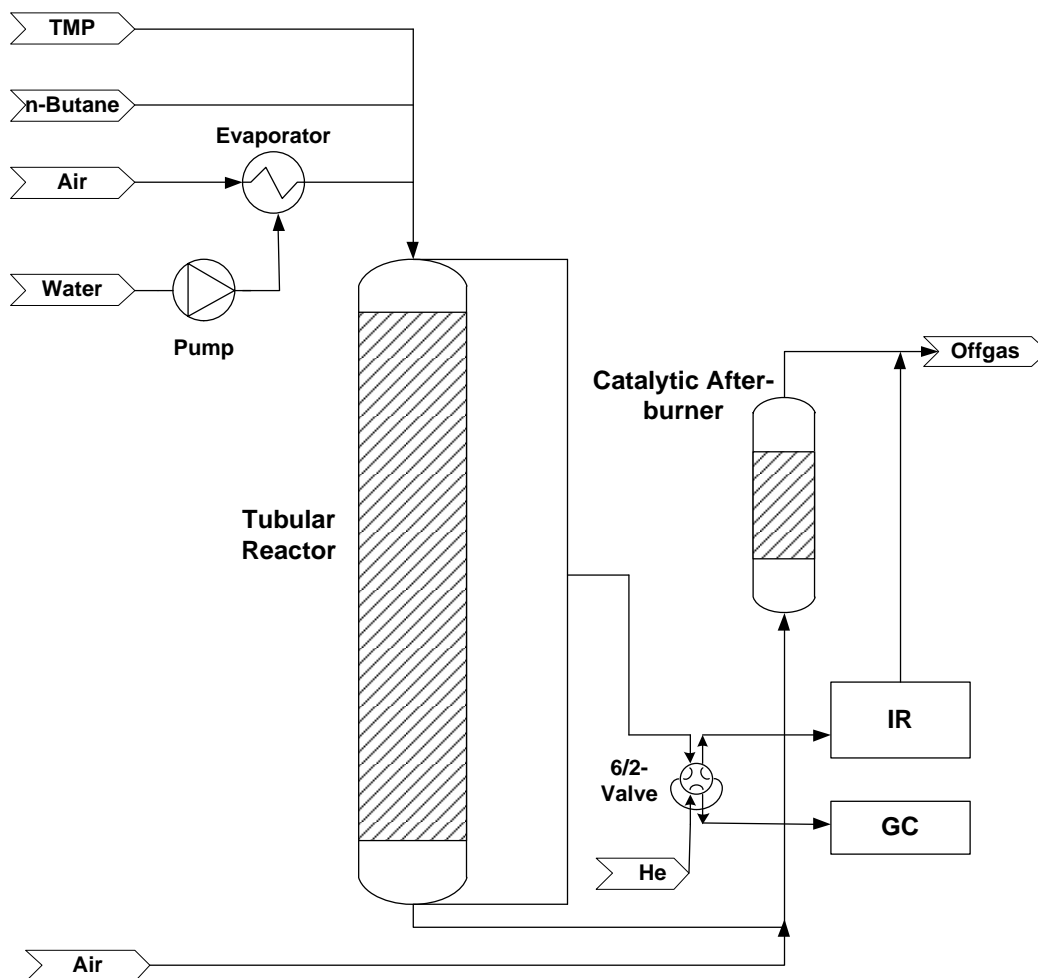 TMP
n-Butane
Evaporator
Air
Water
Pump
Offgas
Catalytic After-
burner
Tubular
Reactor
IR
6/2-
Valve
GC
He
Air